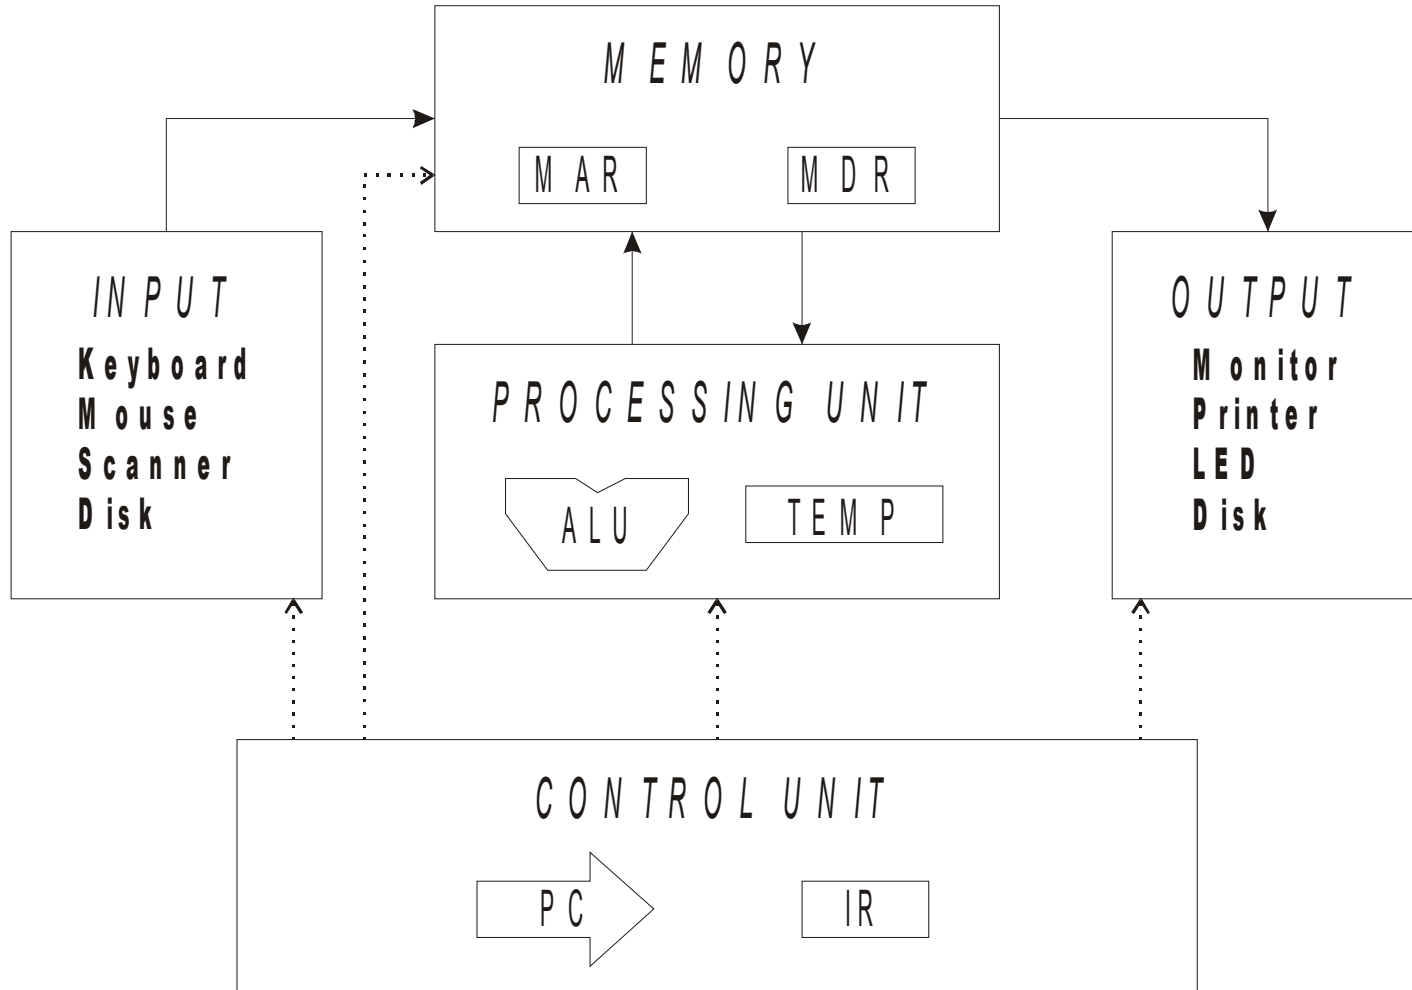 MEMORY
MAR
MDR
INPUT
Keyboard
Mouse
Scanner
Disk
PROCESSING UNIT
ALU
TEMP
OUTPUT
Monitor
Printer
LED
Disk
CONTROL UNIT
PC
IR